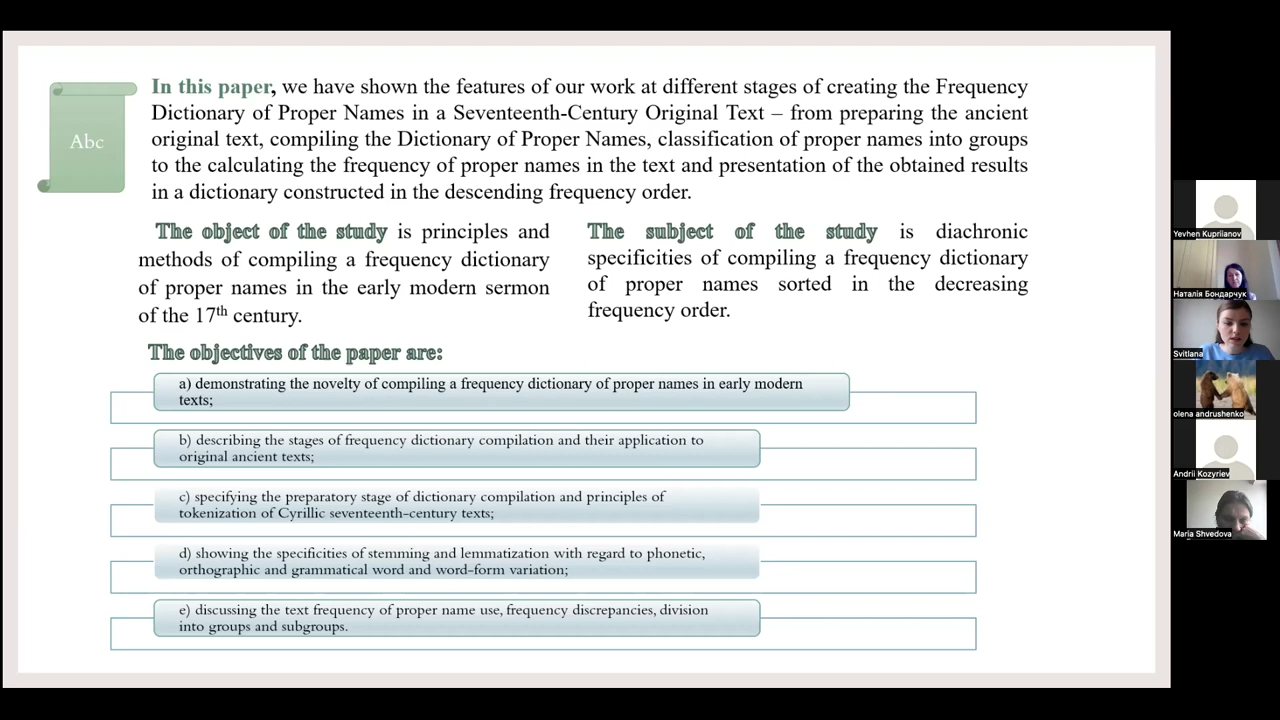 Abc
In this paper, we have shown the features of our work at different stages of creating the Frequency
Dictionary of Proper Names in a Seventeenth-Century Original Text – from preparing the ancient
original text, compiling the Dictionary of Proper Names, classification of proper names into groups
to the calculating the frequency of proper names in the text and presentation of the obtained results
in a dictionary constructed in the descending frequency order.
The object of the study is principles and
methods of compiling a frequency dictionary
of proper names in the early modern sermon
of the 17th century.
The subject of the study is diachronic
specificities of compiling a frequency dictionary
of proper names sorted in the decreasing
frequency order.
The objectives of the paper are:
a) demonstrating the novelty of compiling a frequency dictionary of proper names in early modern
texts;
b) describing the stages of frequency dictionary compilation and their application to
original ancient texts;
c) specifying the preparatory stage of dictionary compilation and principles of
tokenization of Cyrillic seventeenth-century texts;
d) showing the specificities of stemming and lemmatization with regard to phonetic,
orthographic and grammatical word and word-form variation;
e) discussing the text frequency of proper name use, frequency discrepancies, division
into groups and subgroups.
Yevhen Kupriianov
Наталія Бондарчук
Svitlana
olena andrushenko
Andrii Kozyriev
Maria Shvedova